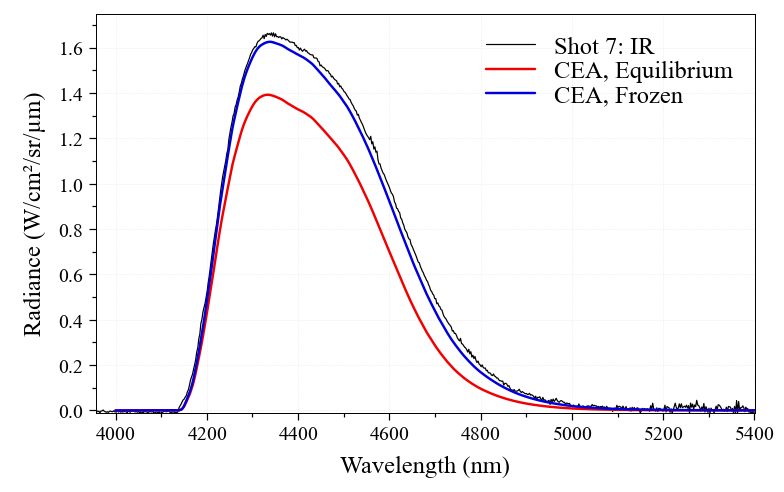 Shot 7: IR
CEA, Equilibrium
CEA, Frozen
Radiance (W/cm²/sr/μm)
1.6
1.4
1.2
1.0
0.8
0.6
0.4
0.2
0.0
4000 4200 4400 4600 4800 5000 5200 5400
Wavelength (nm)